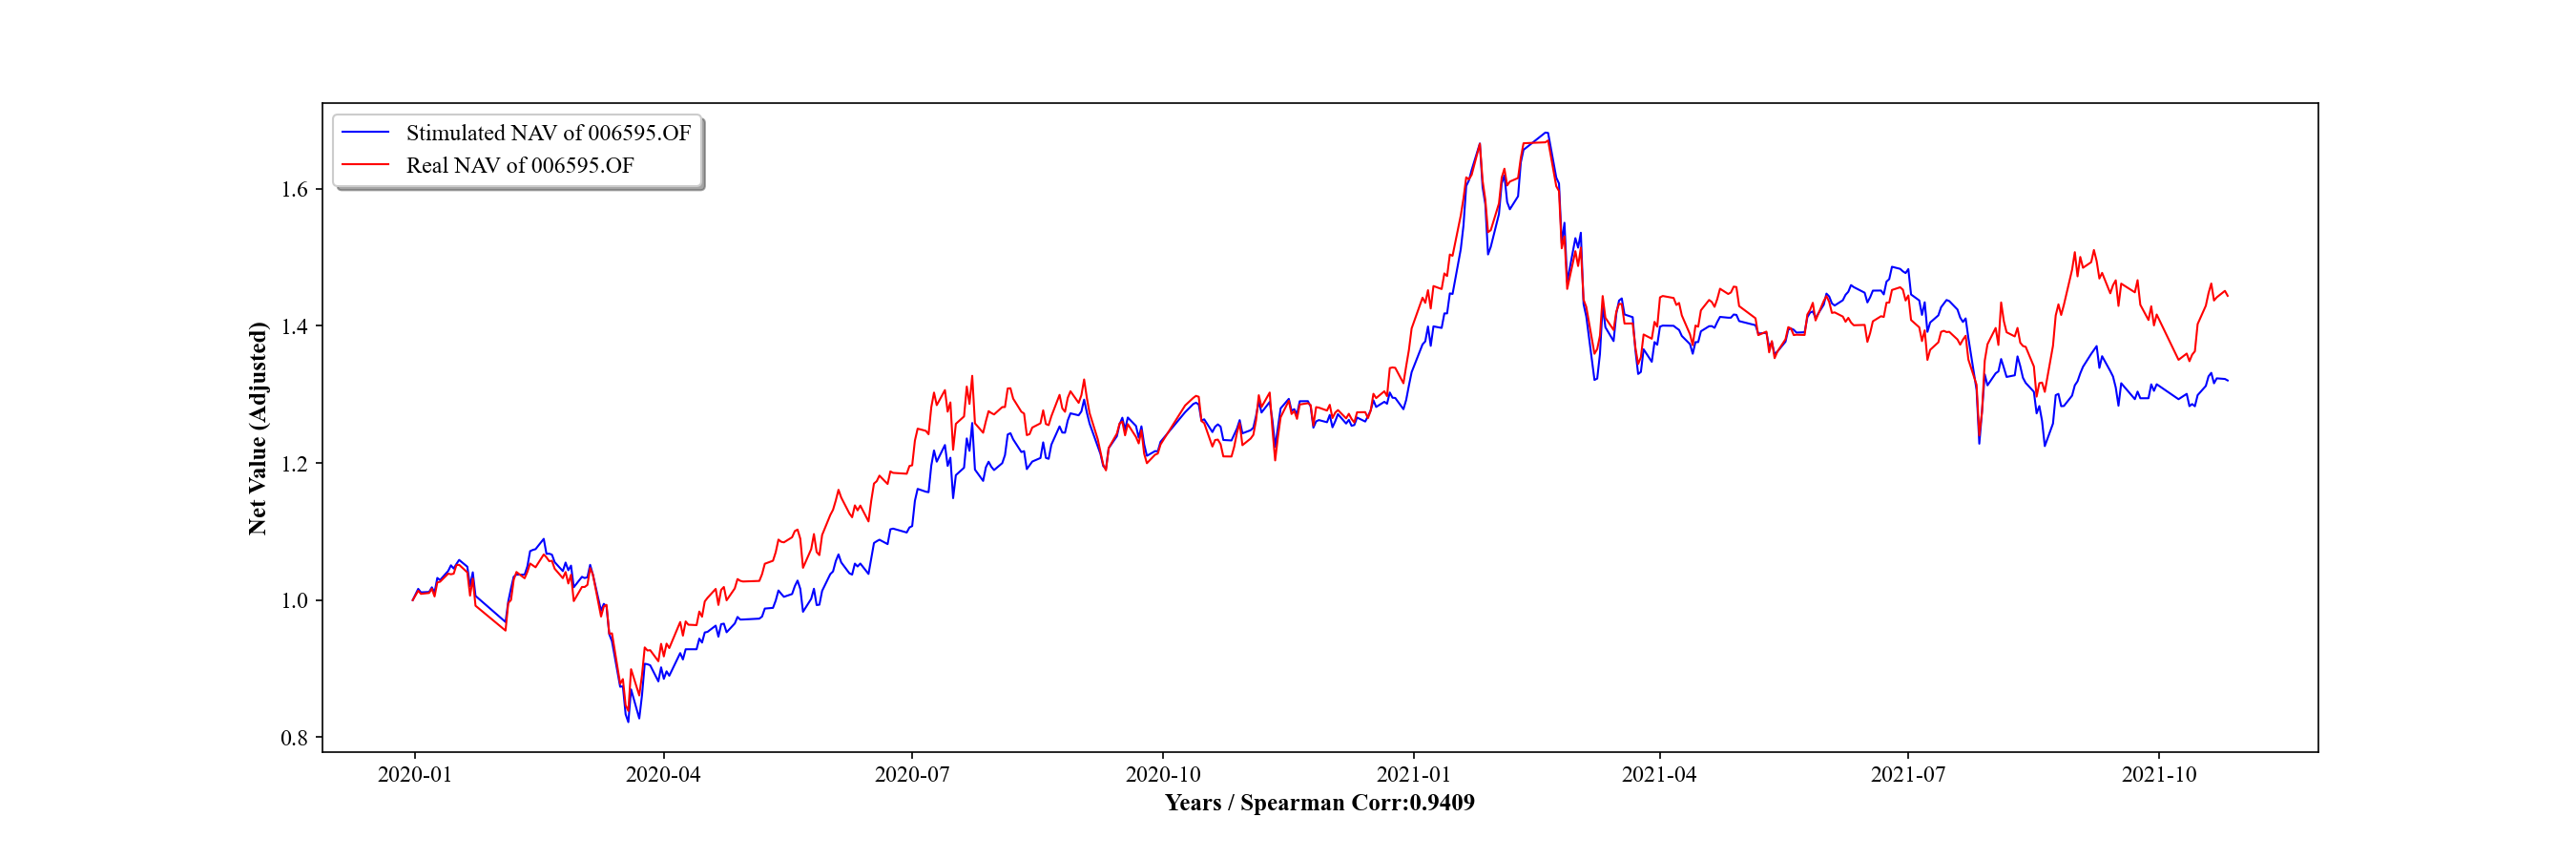 Stimulated NAV of 006595.OF
Real NAV of 006595.OF
Net Value (Adjusted)
1.6
1.4
1.2
1.0
0.8
2020-01 2020-04 2020-07 2020-10 2021-01 2021-04 2021-07 2021-10
Years / Spearman Corr:0.9409